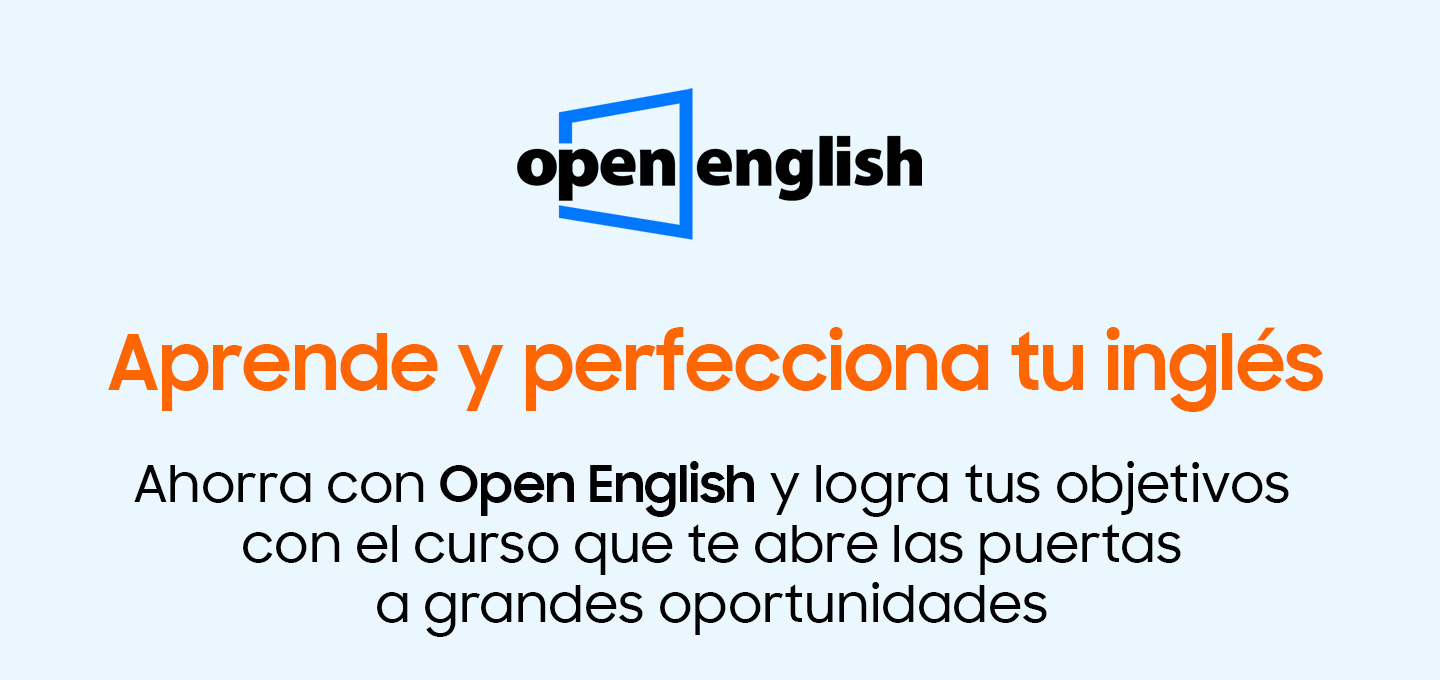 open english
Aprende y perfecciona tu inglés
Ahorra con Open English y logra tus objetivos
con el curso que te abre las puertas
a grandes oportunidades